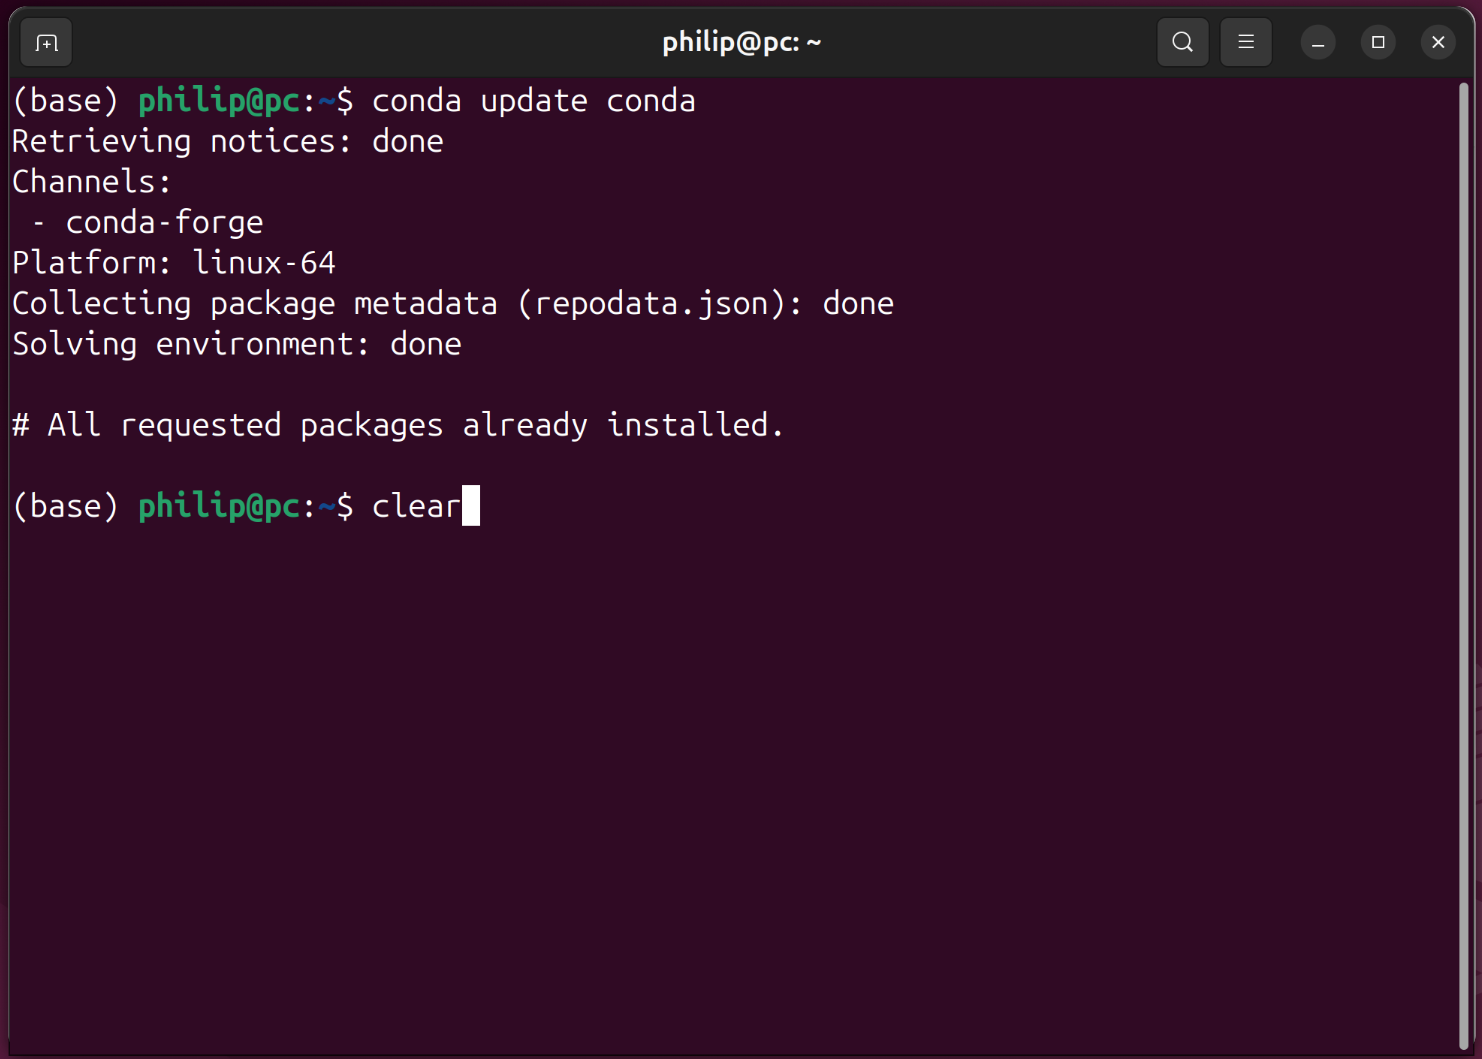 philip@pc: ~
(base) philip@pc:~$ conda update conda
Retrieving notices: done
Channels:
 - conda-forge
Platform: linux-64
Collecting package metadata (repodata.json): done
Solving environment: done
# All requested packages already installed.
(base) philip@pc:~$ clear